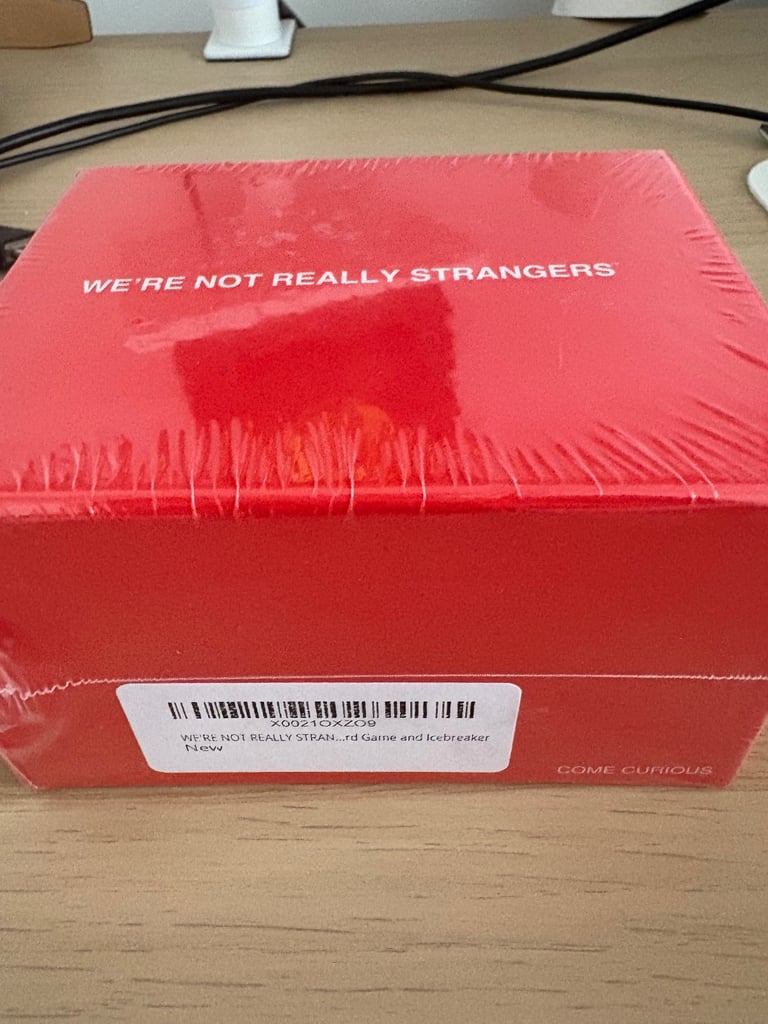 WE'RE NOT REALLY STRANGERS
X0021OXZO9
WE'RE NOT REALLY STRAN...rd Game and Icebreaker
New
COME CURIOUS